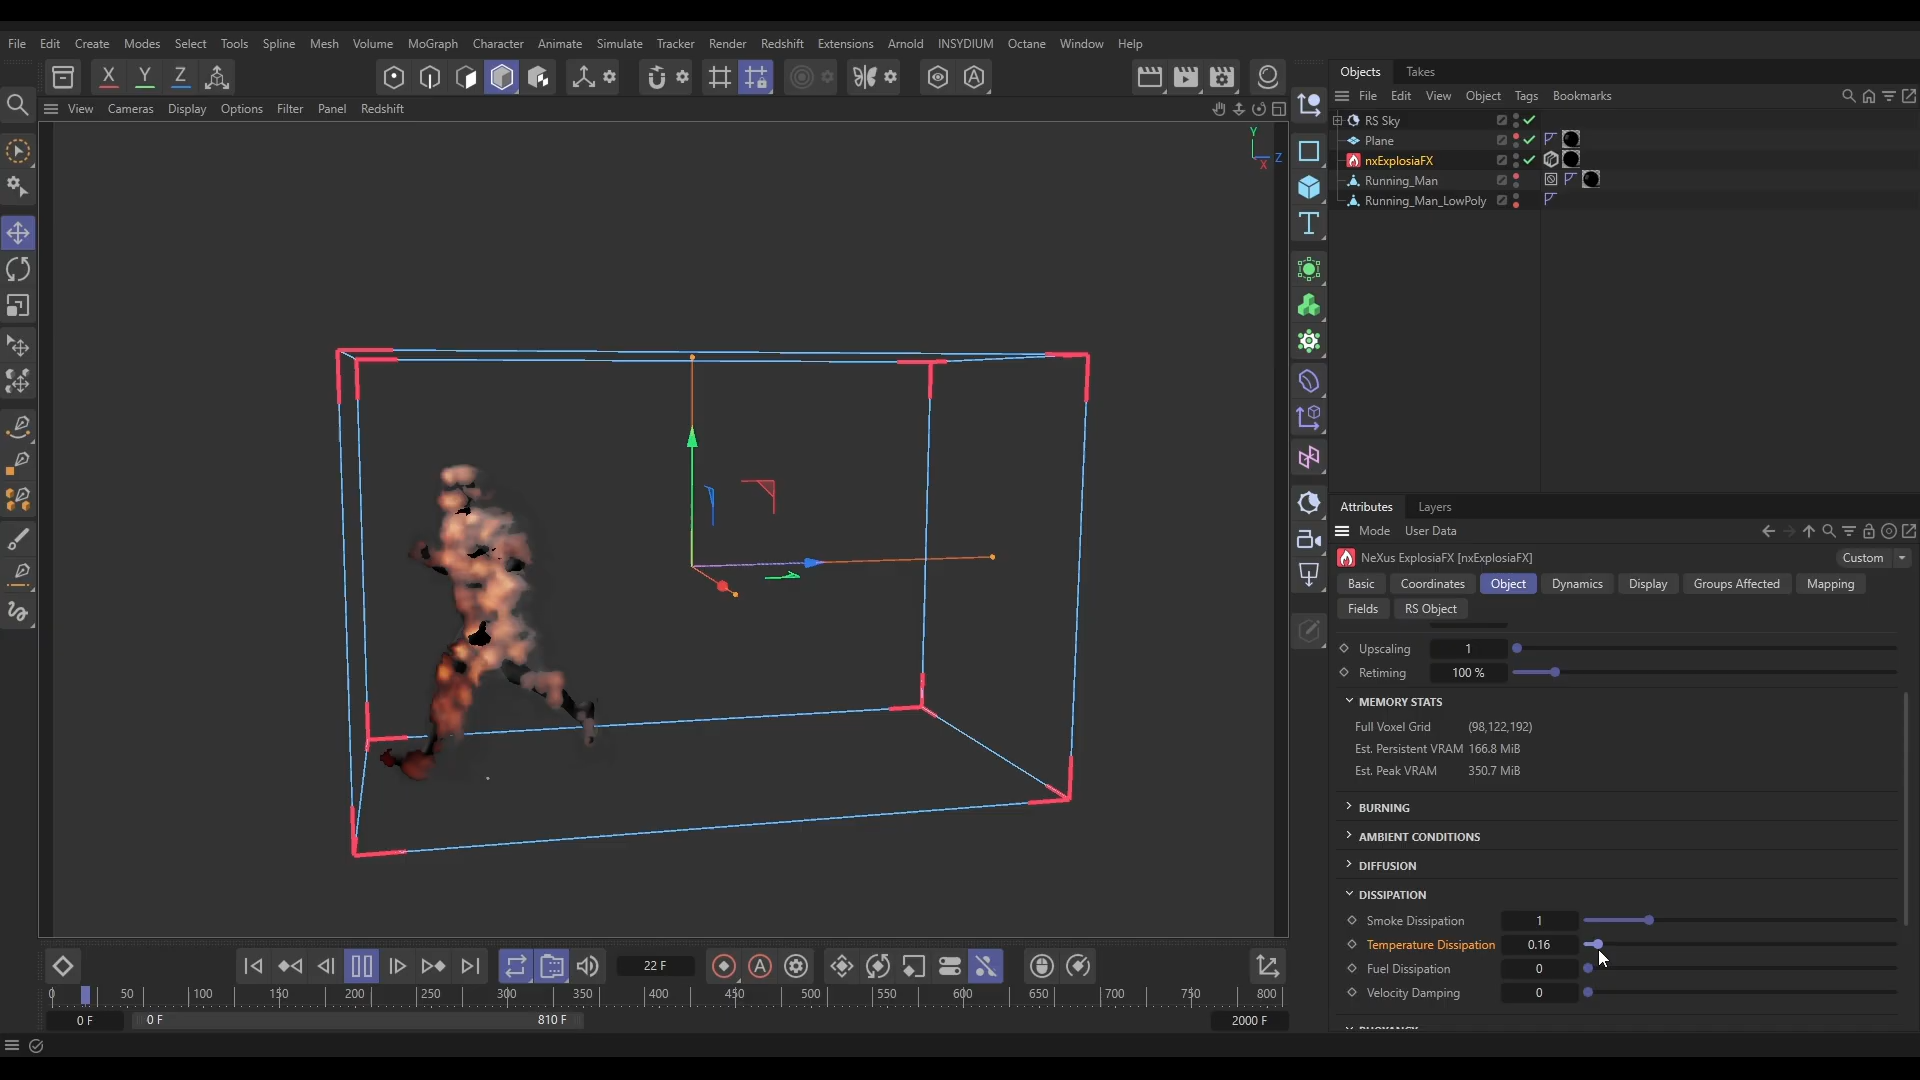 File Edit Create Modes Select Tools Spline Mesh Volume MoGraph Character Animate Simulate Tracker Render Redshift Extensions Arnold INSYDIUM Octane Window Help
X Y Z
View Cameras Display Options Filter Panel Redshift
Y
Z
X
Objects Takes
File Edit View Object Tags Bookmarks
RS Sky
Plane
nxExplosiaFX
Running_Man
Running_Man_LowPoly
Attributes Layers
Mode User Data
NeXus ExplosiaFX [nxExplosiaFX] Custom
Basic Coordinates Object Dynamics Display Groups Affected Mapping
Fields RS Object
Upscaling 1
Retiming 100 %
MEMORY STATS
Full Voxel Grid (98,122,192)
Est. Persistent VRAM 166.8 MiB
Est. Peak VRAM 350.7 MiB
BURNING
AMBIENT CONDITIONS
DIFFUSION
DISSIPATION
Smoke Dissipation 1
Temperature Dissipation 0.16
Fuel Dissipation 0
Velocity Damping 0
22 F
0 50 100 150 200 250 300 350 400 450 500 550 600 650 700 750 800
0 F 0 F 810 F 2000 F